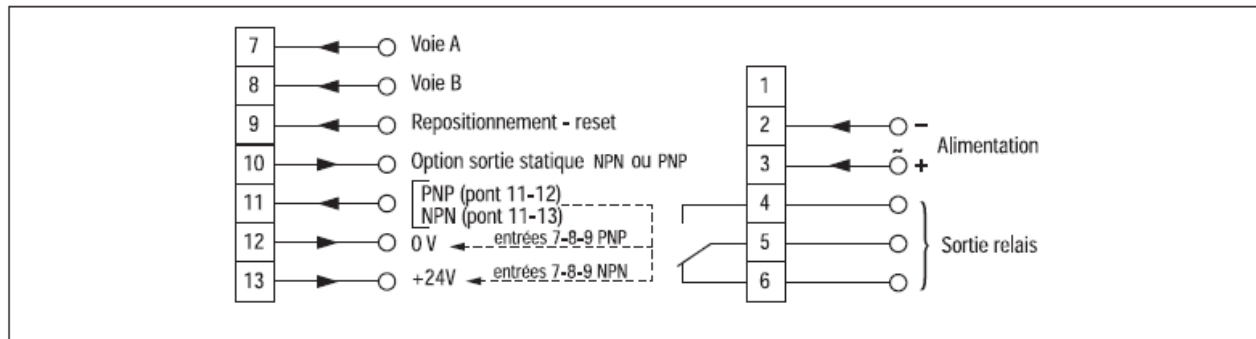 7 Voie A
8 Voie B
9 Repositionnement - reset
10 Option sortie statique NPN ou PNP
11 PNP (pont 11-12)
NPN (pont 11-13)
12 0 V entrées 7-8-9 PNP
13 +24V entrées 7-8-9 NPN
1
2 −
Alimentation
3 ~ +
4
5 Sortie relais
6